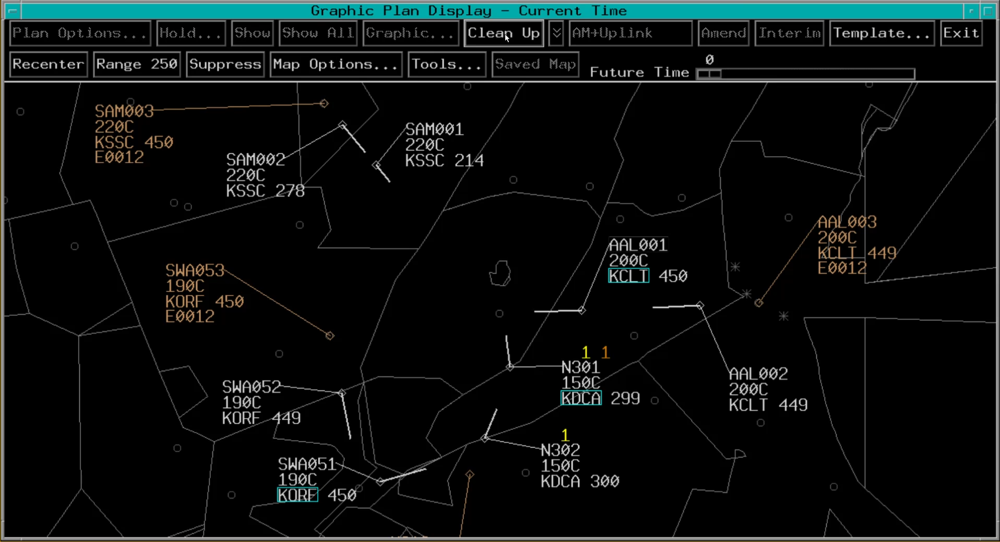 Graphic Plan Display - Current Time
Plan Options... Hold... Show Show All Graphic... Clean Up AM+Uplink Amend Interim Template... Exit
Recenter Range 250 Suppress Map Options... Tools... Saved Map Future Time 0
SAM003
220C
KSSC 450
E0012
SAM001
220C
KSSC 214
SAM002
220C
KSSC 278
AAL003
200C
KCLT 449
E0012
AAL001
200C
KCLT 450
SWA053
190C
KORF 450
E0012
1 1
N301
150C
KDCA 299
AAL002
200C
KCLT 449
SWA052
190C
KORF 449
1
N302
150C
KDCA 300
SWA051
190C
KORF 450